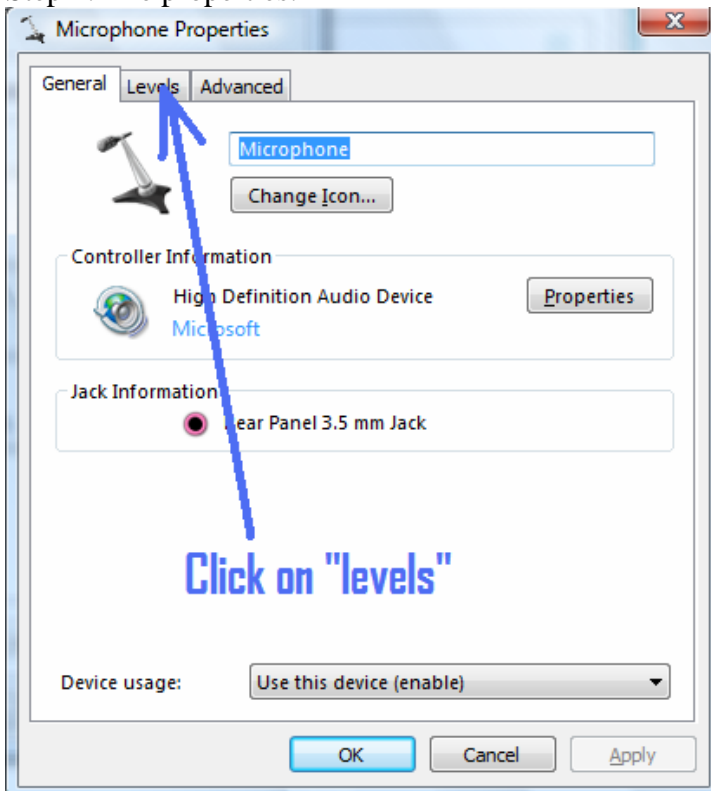 Microphone Properties
General Levels Advanced
Microphone
Change Icon...
Controller Information
High Definition Audio Device
Properties
Microsoft
Jack Information
Rear Panel 3.5 mm Jack
Click on "levels"
Device usage: Use this device (enable)
OK Cancel Apply